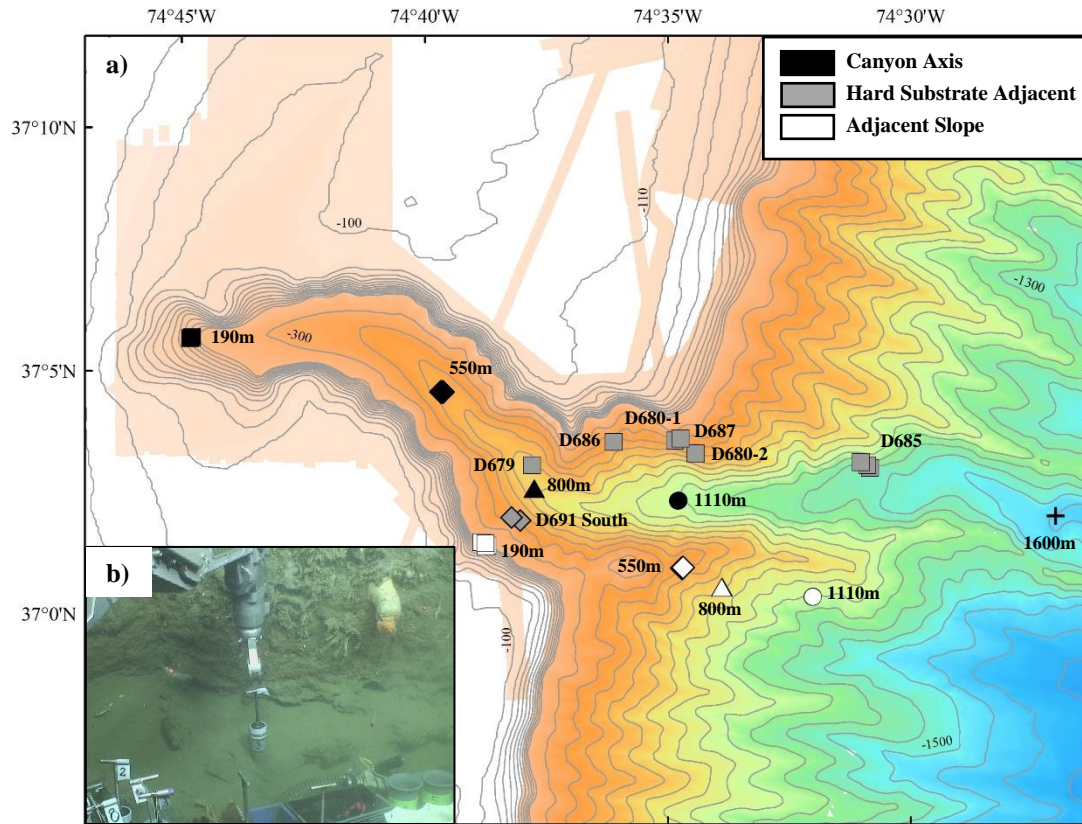 74°45'W
74°40'W
74°35'W
74°30'W
a)
Canyon Axis
Hard Substrate Adjacent
Adjacent Slope
37°10'N
-100
-110
-1300
190m
-300
37°5'N
550m
D680-1
D687
D686
D680-2
D685
D679
800m
1110m
D691 South
1600m
190m
550m
800m
1110m
b)
37°0'N
-100
-1500
2
8